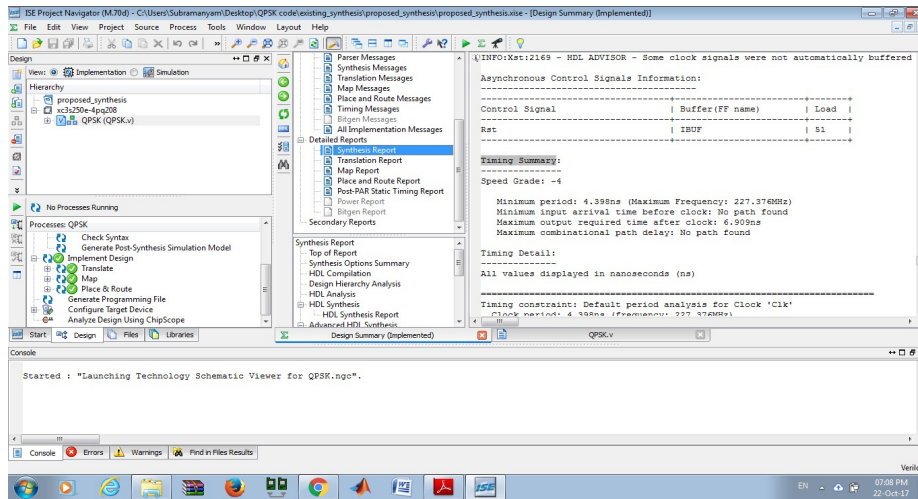 ISE Project Navigator (M.70d) - C:\Users\Subramanyam\Desktop\QPSK code\existing_synthesis\proposed_synthesis\proposed_synthesis.xise - [Design Summary (Implemented)]
File Edit View Project Source Process Tools Window Layout Help
Design
View: Implementation Simulation
Hierarchy
proposed_synthesis
xc3s250e-4pq208
QPSK (QPSK.v)
No Processes Running
Processes: QPSK
Check Syntax
Generate Post-Synthesis Simulation Model
Implement Design
Translate
Map
Place & Route
Generate Programming File
Configure Target Device
Analyze Design Using ChipScope
Start Design Files Libraries
Parser Messages
Synthesis Messages
Translation Messages
Map Messages
Place and Route Messages
Timing Messages
Bitgen Messages
All Implementation Messages
Detailed Reports
Synthesis Report
Translation Report
Map Report
Place and Route Report
Post-PAR Static Timing Report
Power Report
Bitgen Report
Secondary Reports
Synthesis Report
Top of Report
Synthesis Options Summary
HDL Compilation
Design Hierarchy Analysis
HDL Analysis
HDL Synthesis
HDL Synthesis Report
Advanced HDL Synthesis
INFO:Xst:2169 - HDL ADVISOR - Some clock signals were not automatically buffered
Asynchronous Control Signals Information:
----------------------------------------
Control Signal | Buffer(FF name) | Load |
Rst | IBUF | 51 |
Timing Summary:
---------------
Speed Grade: -4
Minimum period: 4.398ns (Maximum Frequency: 227.376MHz)
Minimum input arrival time before clock: No path found
Maximum output required time after clock: 6.909ns
Maximum combinational path delay: No path found
Timing Detail:
--------------
All values displayed in nanoseconds (ns)
Timing constraint: Default period analysis for Clock 'Clk'
Clock period: 4.398ns (frequency: 227.376MHz)
Design Summary (Implemented) QPSK.v
Console
Started : "Launching Technology Schematic Viewer for QPSK.ngc".
Console Errors Warnings Find in Files Results
Verilo
EN
07:08 PM
22-Oct-17